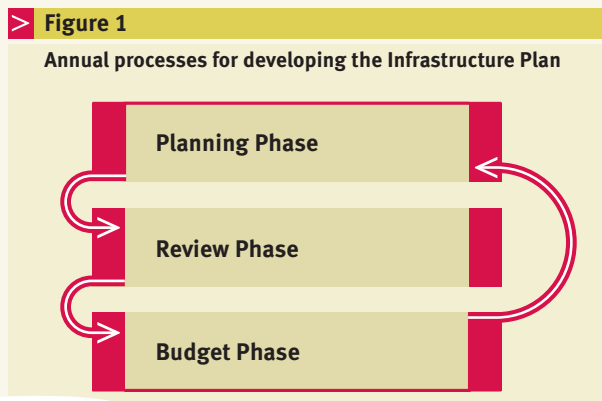 > Figure 1
Annual processes for developing the Infrastructure Plan
Planning Phase
Review Phase
Budget Phase